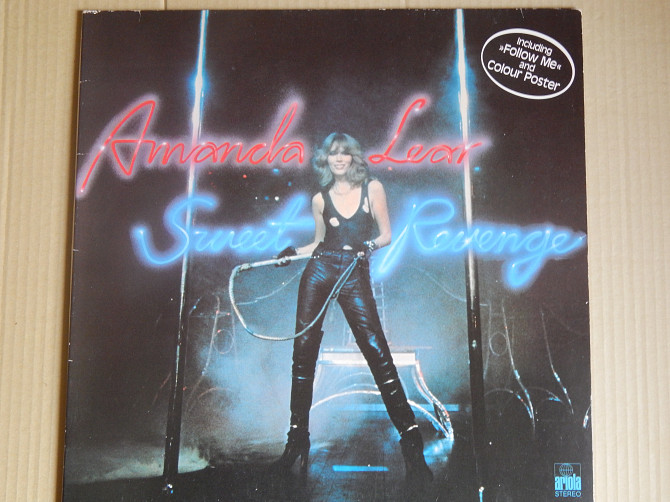 Including
»Follow Me«
and
Colour Poster
Amanda Lear
Sweet Revenge
ariola
STEREO